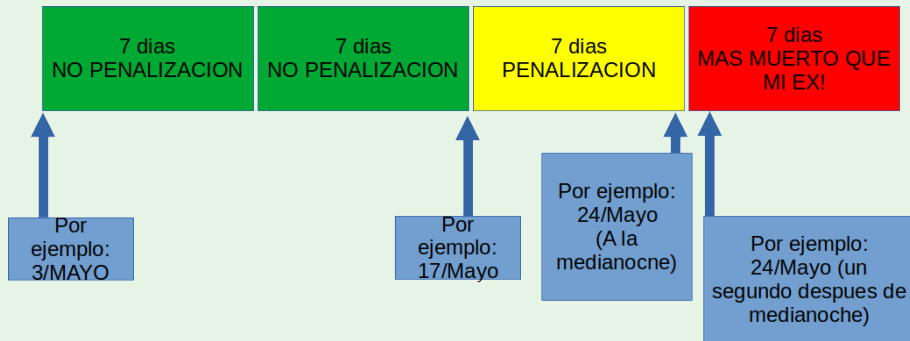 7 dias
NO PENALIZACION
7 dias
NO PENALIZACION
7 dias
PENALIZACION
7 dias
MAS MUERTO QUE
MI EX!
Por
ejemplo:
3/MAYO
Por
ejemplo:
17/Mayo
Por ejemplo:
24/Mayo
(A la
medianocne)
Por ejemplo:
24/Mayo (un
segundo despues de
medianoche)